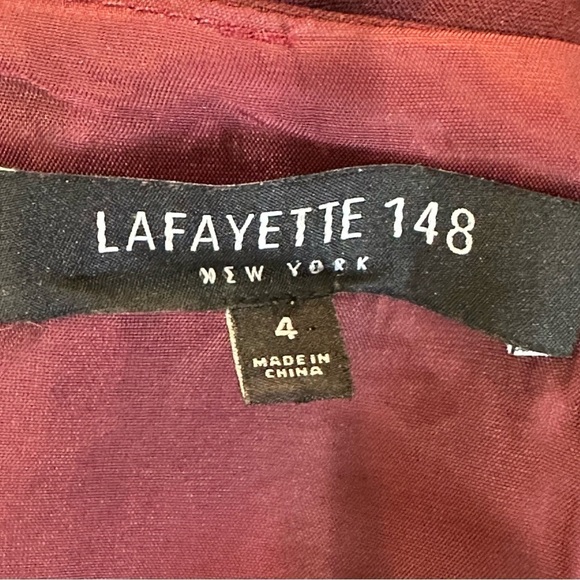 LAFAYETTE 148
NEW YORK
4
MADE IN
CHINA